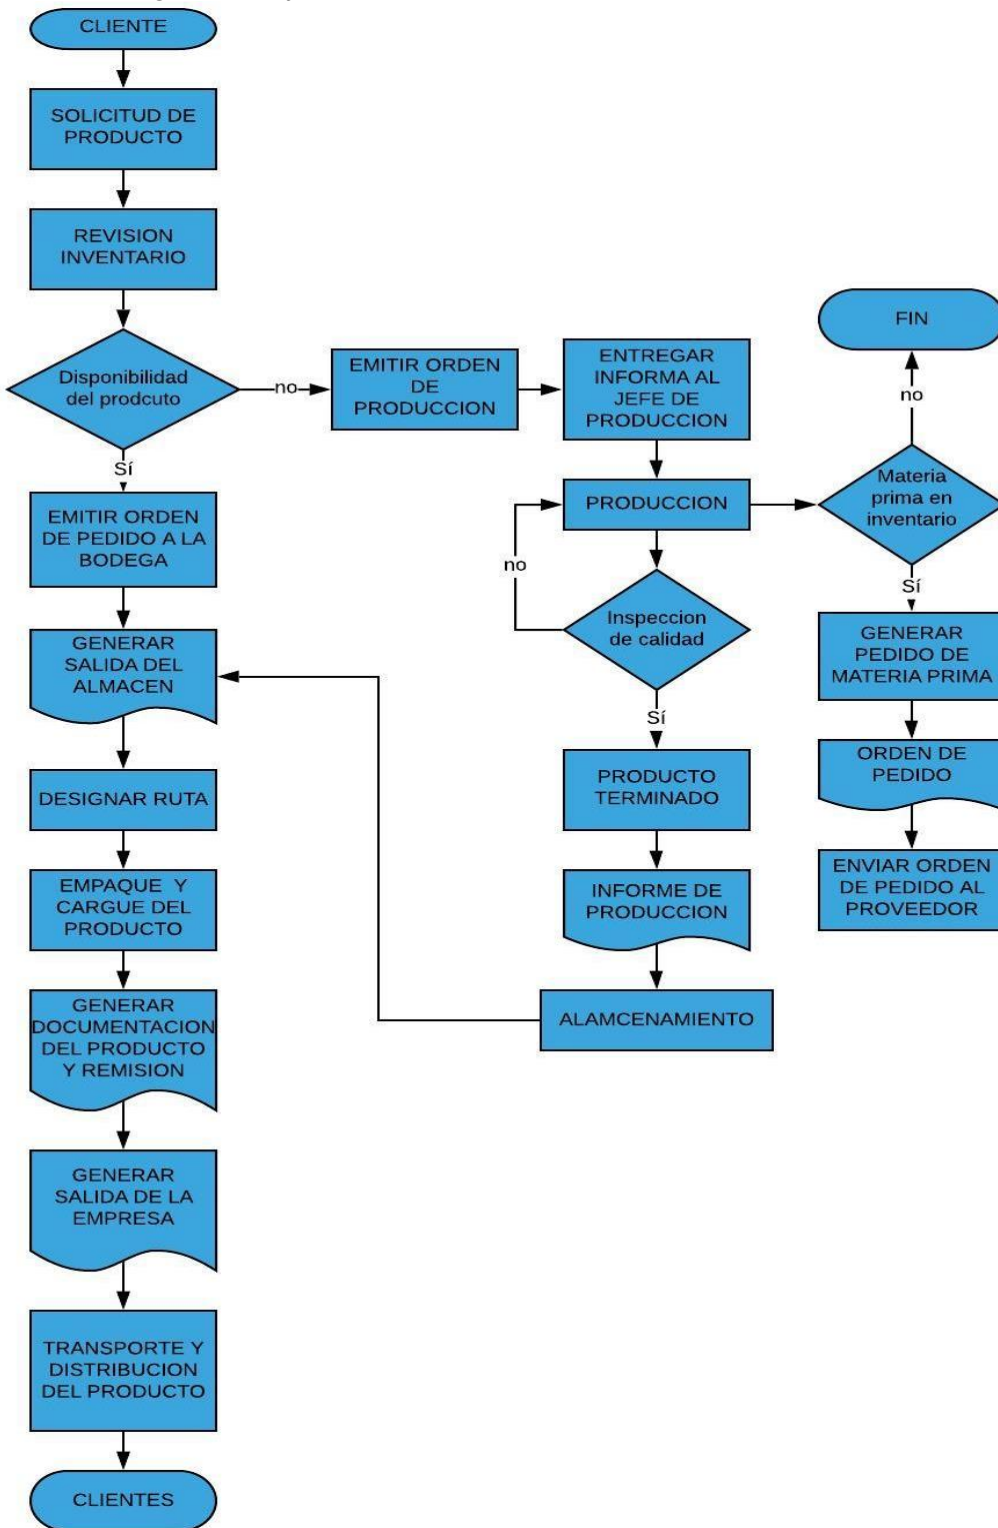 CLIENTE
SOLICITUD DE
PRODUCTO
REVISION
INVENTARIO
Disponibilidad
del prodcuto
no
EMITIR ORDEN
DE
PRODUCCION
ENTREGAR
INFORMA AL
JEFE DE
PRODUCCION
FIN
no
Materia
prima en
inventario
Sí
EMITIR ORDEN
DE PEDIDO A LA
BODEGA
PRODUCCION
no
Inspeccion
de calidad
Sí
GENERAR
PEDIDO DE
MATERIA PRIMA
GENERAR
SALIDA DEL
ALMACEN
Sí
ORDEN DE
PEDIDO
DESIGNAR RUTA
PRODUCTO
TERMINADO
ENVIAR ORDEN
DE PEDIDO AL
PROVEEDOR
EMPAQUE Y
CARGUE DEL
PRODUCTO
INFORME DE
PRODUCCION
GENERAR
DOCUMENTACION
DEL PRODUCTO
Y REMISION
ALAMCENAMIENTO
GENERAR
SALIDA DE LA
EMPRESA
TRANSPORTE Y
DISTRIBUCION
DEL PRODUCTO
CLIENTES